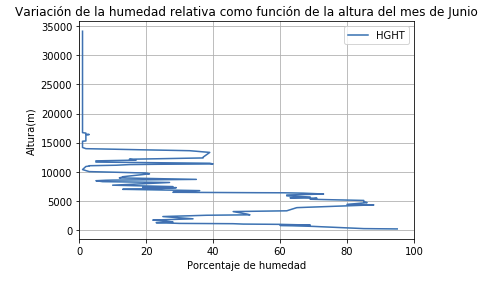 Variación de la humedad relativa como función de la altura del mes de Junio
HGHT
Altura(m)
35000
30000
25000
20000
15000
10000
5000
0
0 20 40 60 80 100
Porcentaje de humedad